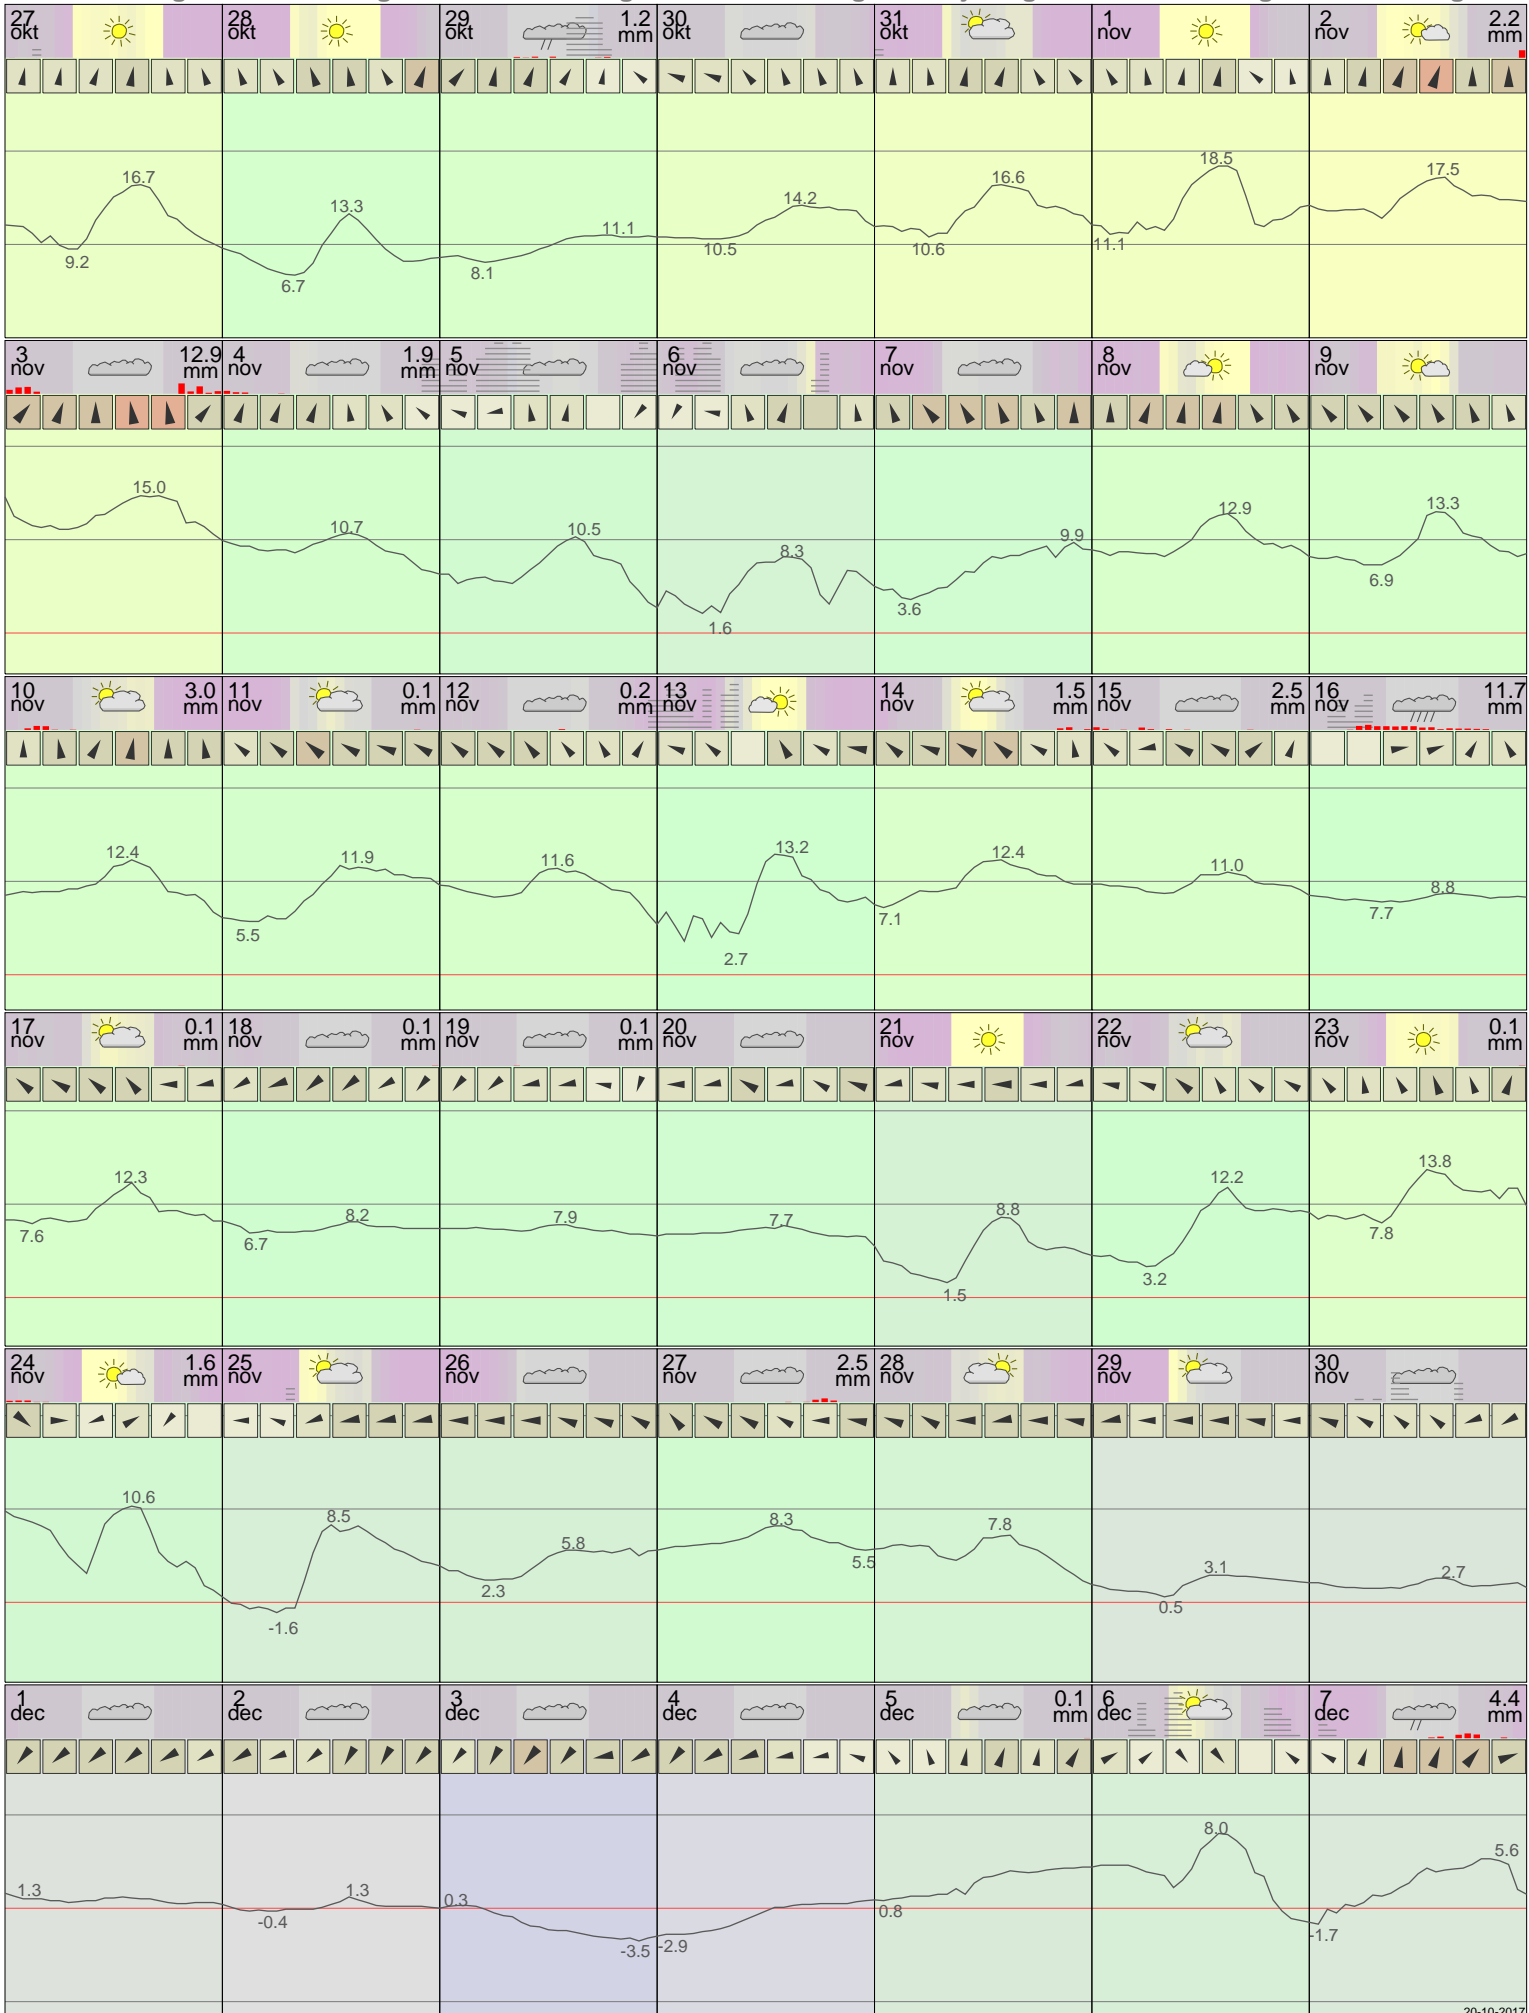 27 28 29 1.2 30 31 1 2 2.2
okt okt okt mm okt okt nov nov mm
16.7 13.3 11.1 14.2 16.6 18.5 17.5
9.2 6.7 8.1 10.5 10.6 11.1
3 12.9 4 1.9 5 6 7 8 9
nov mm nov mm nov nov nov nov nov
15.0 10.7 10.5 8.3 9.9 12.9 13.3
1.6 3.6 6.9
10 3.0 11 0.1 12 0.2 13 14 1.5 15 2.5 16 11.7
nov mm nov mm nov mm nov nov mm nov mm nov mm
12.4 11.9 11.6 13.2 12.4 11.0 8.8
5.5 2.7 7.1 7.7
17 0.1 18 0.1 19 0.1 20 21 22 23 0.1
nov mm nov mm nov mm nov nov nov nov mm
12.3 8.2 7.9 7.7 8.8 12.2 13.8
7.6 6.7 1.5 3.2 7.8
24 1.6 25 26 27 2.5 28 29 30
nov mm nov nov nov mm nov nov nov
10.6 8.5 5.8 8.3 7.8 3.1 2.7
-1.6 2.3 5.5 0.5
1 2 3 4 5 0.1 6 7 4.4
dec dec dec dec dec mm dec dec mm
1.3 1.3 0.3 8.0 5.6
-0.4 -3.5 -2.9 0.8 -1.7
20-10-2017